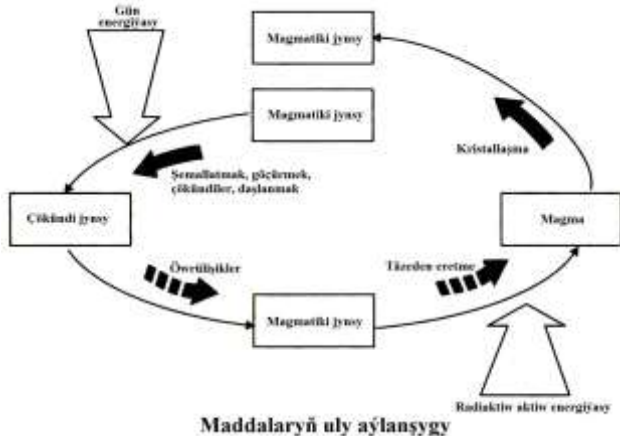 Gün
energiýasy
Magmatiki jynsy
Magmatiki jynsy
Kristallaşma
Şemallatmak, göçürmek,
çökündiler, daşlanmak
Çökündi jynsy
Magma
Öwrülişikler
Täzeden eretme
Magmatiki jynsy
Radiaktiw aktiw energiýasy
Maddalaryň uly aýlanşygy